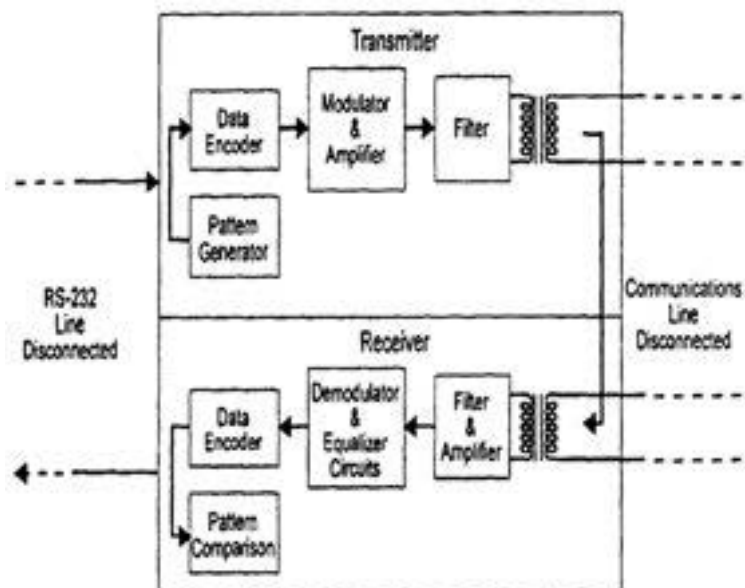 Transmitter
Data
Encoder
Modulator
&
Amplifier
Filter
Pattern
Generator
RS-232
Line
Disconnected
Communications
Line
Disconnected
Receiver
Data
Encoder
Demodulator
&
Equalizer
Circuits
Filter
&
Amplifier
Pattern
Comparison